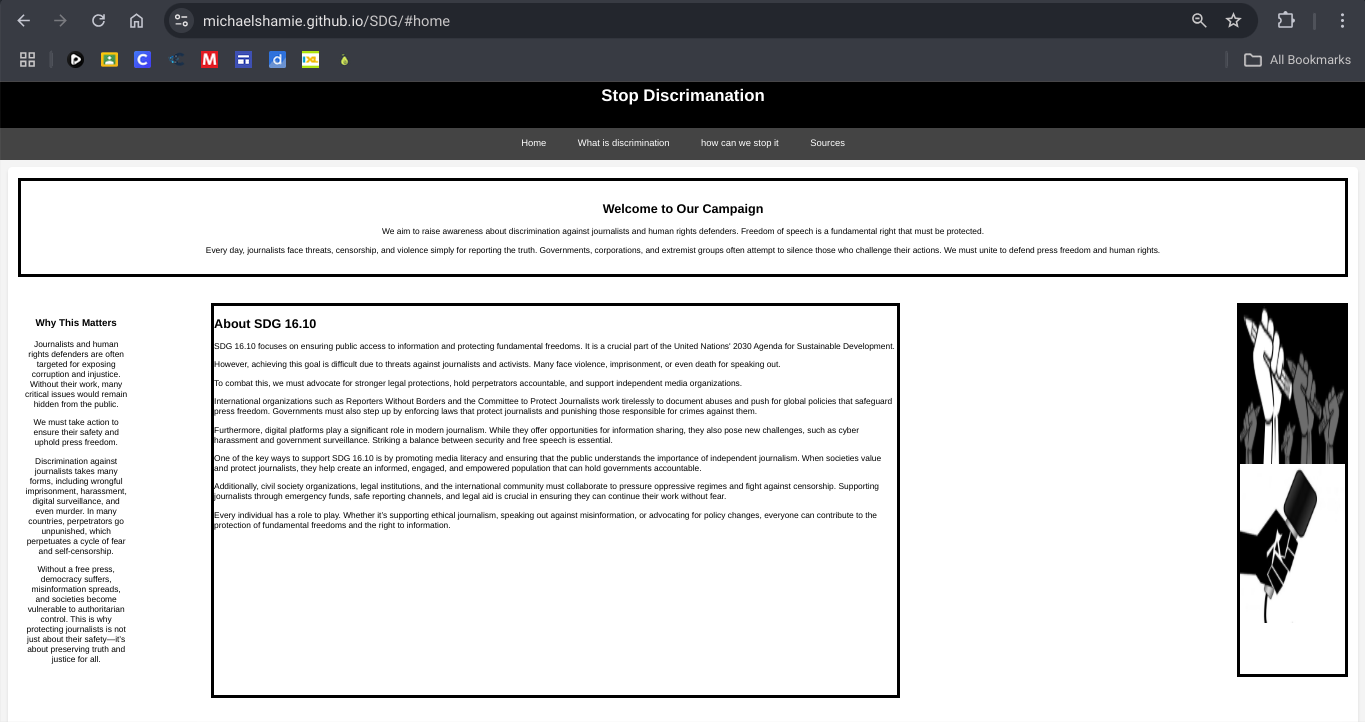 michaelshamie.github.io/SDG/#home
All Bookmarks
Stop Discrimanation
Home
What is discrimination
how can we stop it
Sources
Welcome to Our Campaign
We aim to raise awareness about discrimination against journalists and human rights defenders. Freedom of speech is a fundamental right that must be protected.
Every day, journalists face threats, censorship, and violence simply for reporting the truth. Governments, corporations, and extremist groups often attempt to silence those who challenge their actions. We must unite to defend press freedom and human rights.
Why This Matters
Journalists and human
rights defenders are often
targeted for exposing
corruption and injustice.
Without their work, many
critical issues would remain
hidden from the public.
We must take action to
ensure their safety and
uphold press freedom.
Discrimination against
journalists takes many
forms, including wrongful
imprisonment, harassment,
digital surveillance, and
even murder. In many
countries, perpetrators go
unpunished, which
perpetuates a cycle of fear
and self-censorship.
Without a free press,
democracy suffers,
misinformation spreads,
and societies become
vulnerable to authoritarian
control. This is why
protecting journalists is not
just about their safety—it's
about preserving truth and
justice for all.
About SDG 16.10
SDG 16.10 focuses on ensuring public access to information and protecting fundamental freedoms. It is a crucial part of the United Nations' 2030 Agenda for Sustainable Development.
However, achieving this goal is difficult due to threats against journalists and activists. Many face violence, imprisonment, or even death for speaking out.
To combat this, we must advocate for stronger legal protections, hold perpetrators accountable, and support independent media organizations.
International organizations such as Reporters Without Borders and the Committee to Protect Journalists work tirelessly to document abuses and push for global policies that safeguard
press freedom. Governments must also step up by enforcing laws that protect journalists and punishing those responsible for crimes against them.
Furthermore, digital platforms play a significant role in modern journalism. While they offer opportunities for information sharing, they also pose new challenges, such as cyber
harassment and government surveillance. Striking a balance between security and free speech is essential.
One of the key ways to support SDG 16.10 is by promoting media literacy and ensuring that the public understands the importance of independent journalism. When societies value
and protect journalists, they help create an informed, engaged, and empowered population that can hold governments accountable.
Additionally, civil society organizations, legal institutions, and the international community must collaborate to pressure oppressive regimes and fight against censorship. Supporting
journalists through emergency funds, safe reporting channels, and legal aid is crucial in ensuring they can continue their work without fear.
Every individual has a role to play. Whether it's supporting ethical journalism, speaking out against misinformation, or advocating for policy changes, everyone can contribute to the
protection of fundamental freedoms and the right to information.